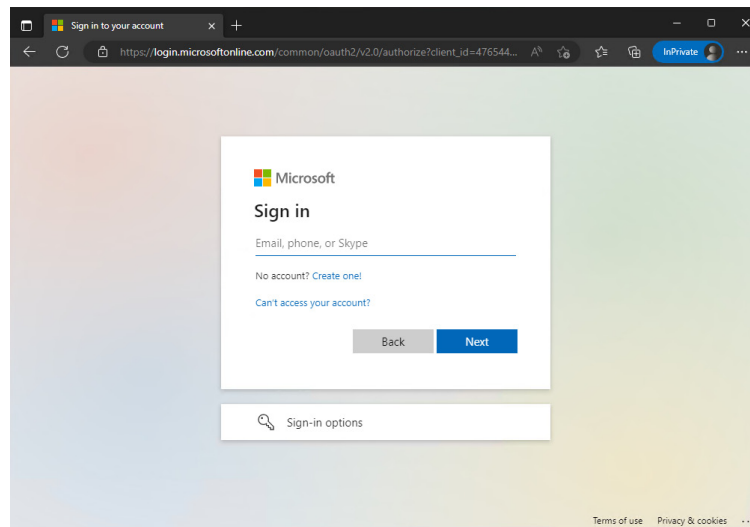 Sign in to your account
https://login.microsoftonline.com/common/oauth2/v2.0/authorize?client_id=476544...
InPrivate
Microsoft
Sign in
Email, phone, or Skype
No account? Create one!
Can't access your account?
Back
Next
Sign-in options
Terms of use
Privacy & cookies